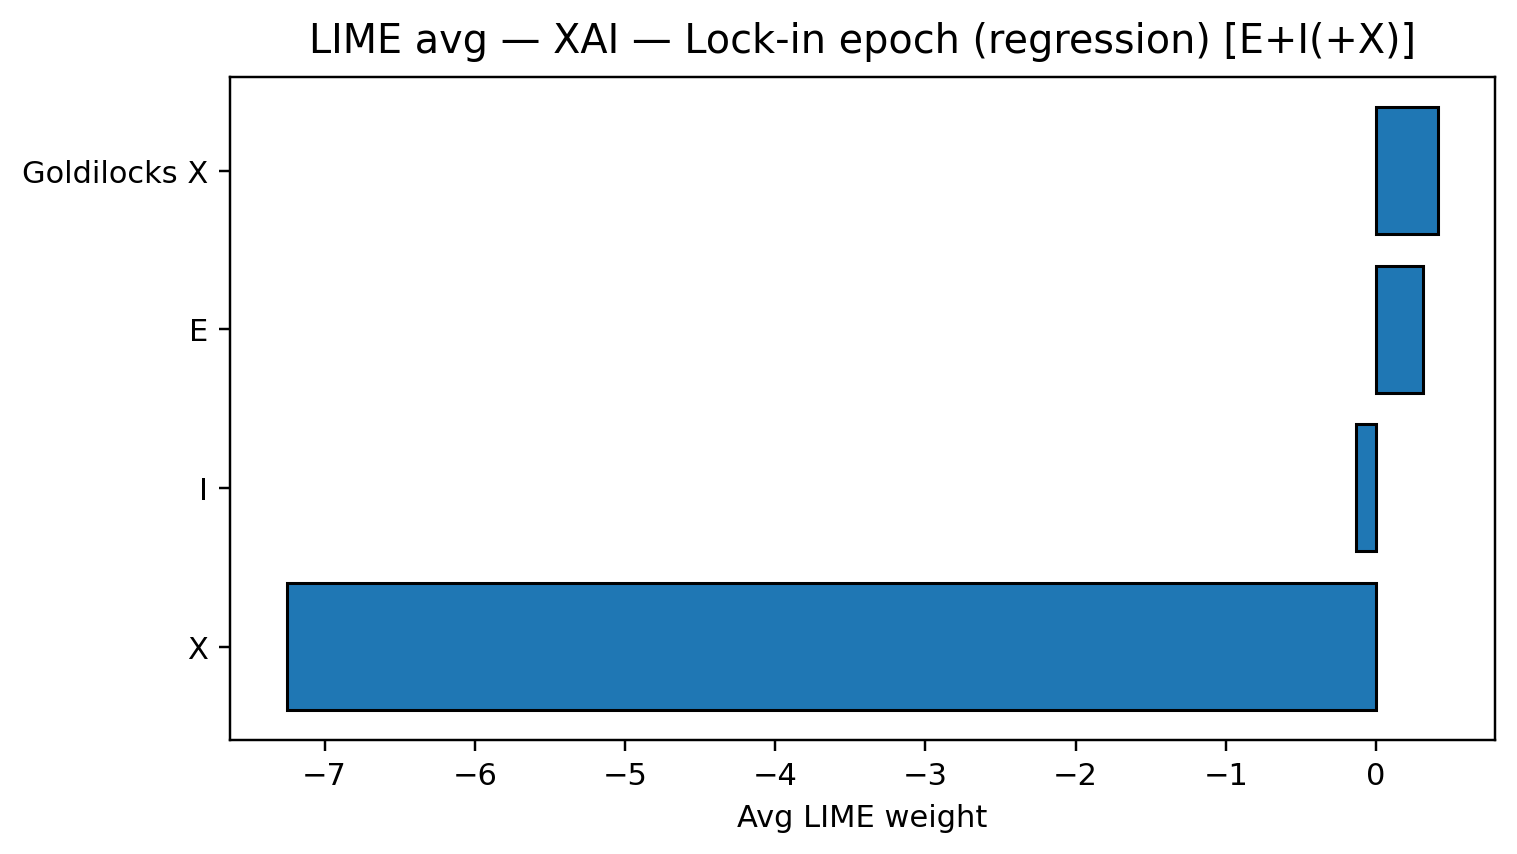 LIME avg — XAI — Lock-in epoch (regression) [E+I(+X)]
Goldilocks X
E
I
X
−7 −6 −5 −4 −3 −2 −1 0
Avg LIME weight